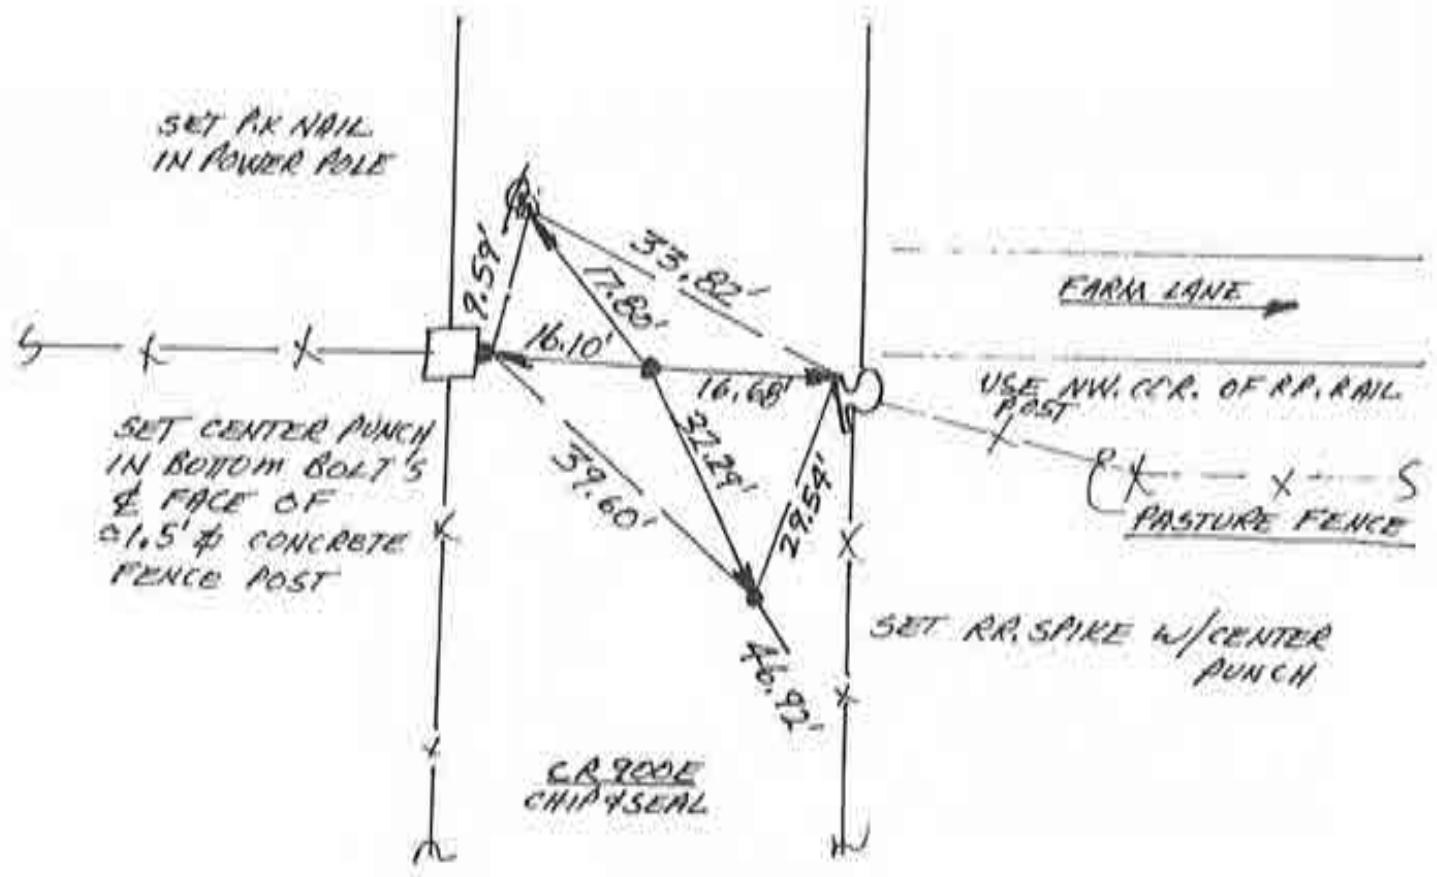 SET P.K NAIL
IN POWER POLE
9.59'
33.82'
17.80'
FARM LANE
16.10'
16.68'
USE NW. COR. OF RR. RAIL
POST
SET CENTER PUNCH
IN BOTTOM BOLT'S
℄ FACE OF
1.5' ⌀ CONCRETE
FENCE POST
39.60'
32.29'
29.54'
PASTURE FENCE
SET RR. SPIKE W/CENTER
PUNCH
46.92'
CR 900E
CHIP & SEAL